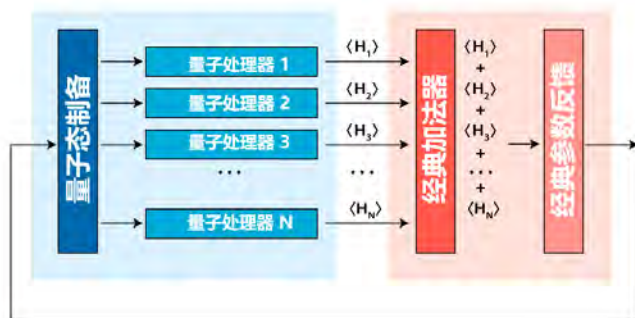 量子态制备
量子处理器 1
量子处理器 2
量子处理器 3
...
量子处理器 N
⟨H₁⟩
⟨H₂⟩
⟨H₃⟩
...
⟨Hₙ⟩
经典加法器
⟨H₁⟩
+
⟨H₂⟩
+
⟨H₃⟩
+
...
+
⟨Hₙ⟩
经典参数反馈